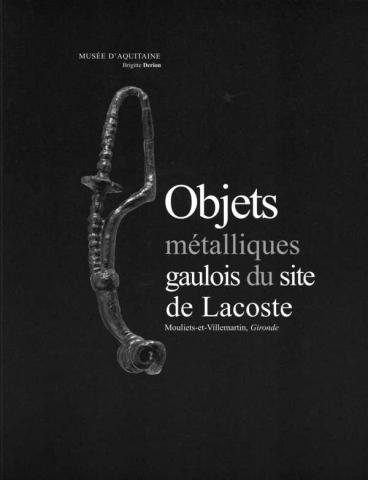 MUSÉE D'AQUITAINE
Brigitte Derion
Objets
métalliques
gaulois du site
de Lacoste
Mouliets-et-Villemartin, Gironde